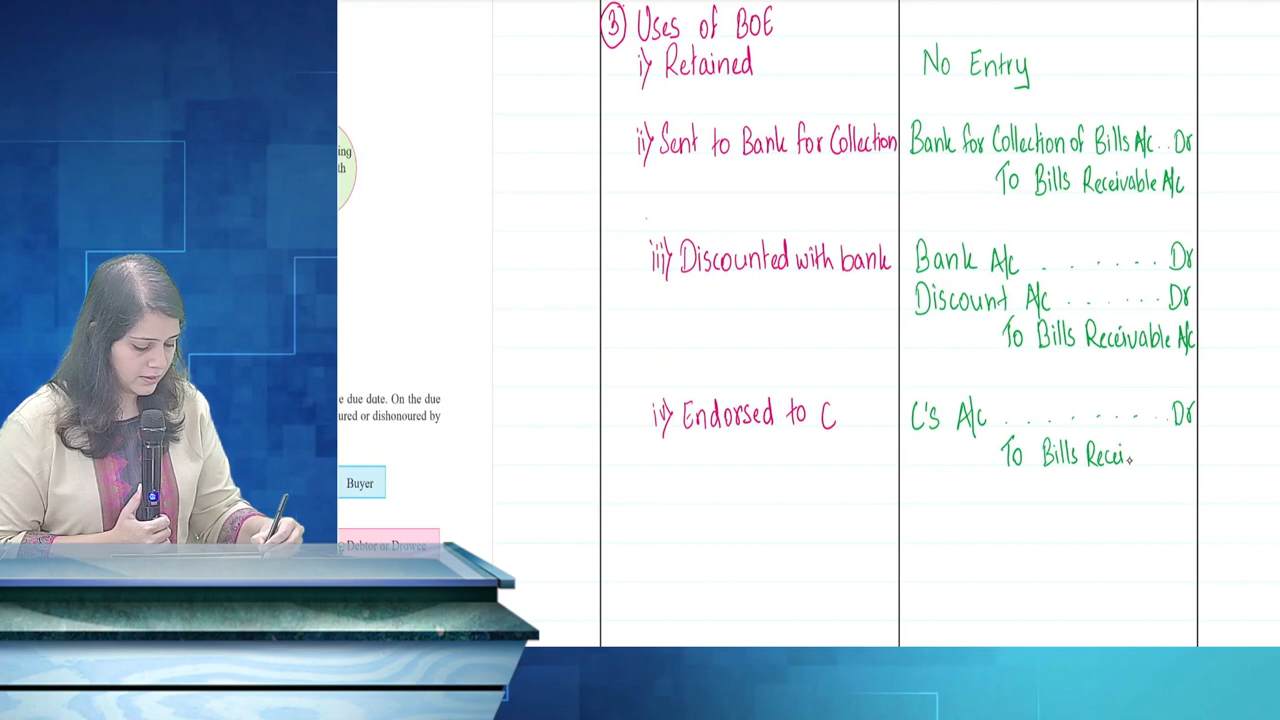 ing
th
e due date. On the due
ured or dishonoured by
Buyer
Debtor or Drawee
③ Uses of BOE
i) Retained
No Entry
ii) Sent to Bank for Collection
Bank for Collection of Bills A/c .. Dr
To Bills Receivable A/c
iii) Discounted with bank
Bank A/c . . . . . . . Dr
Discount A/c . . . . . . Dr
To Bills Receivable A/c
iv) Endorsed to C
C's A/c . . . . . . . . . Dr
To Bills Recei